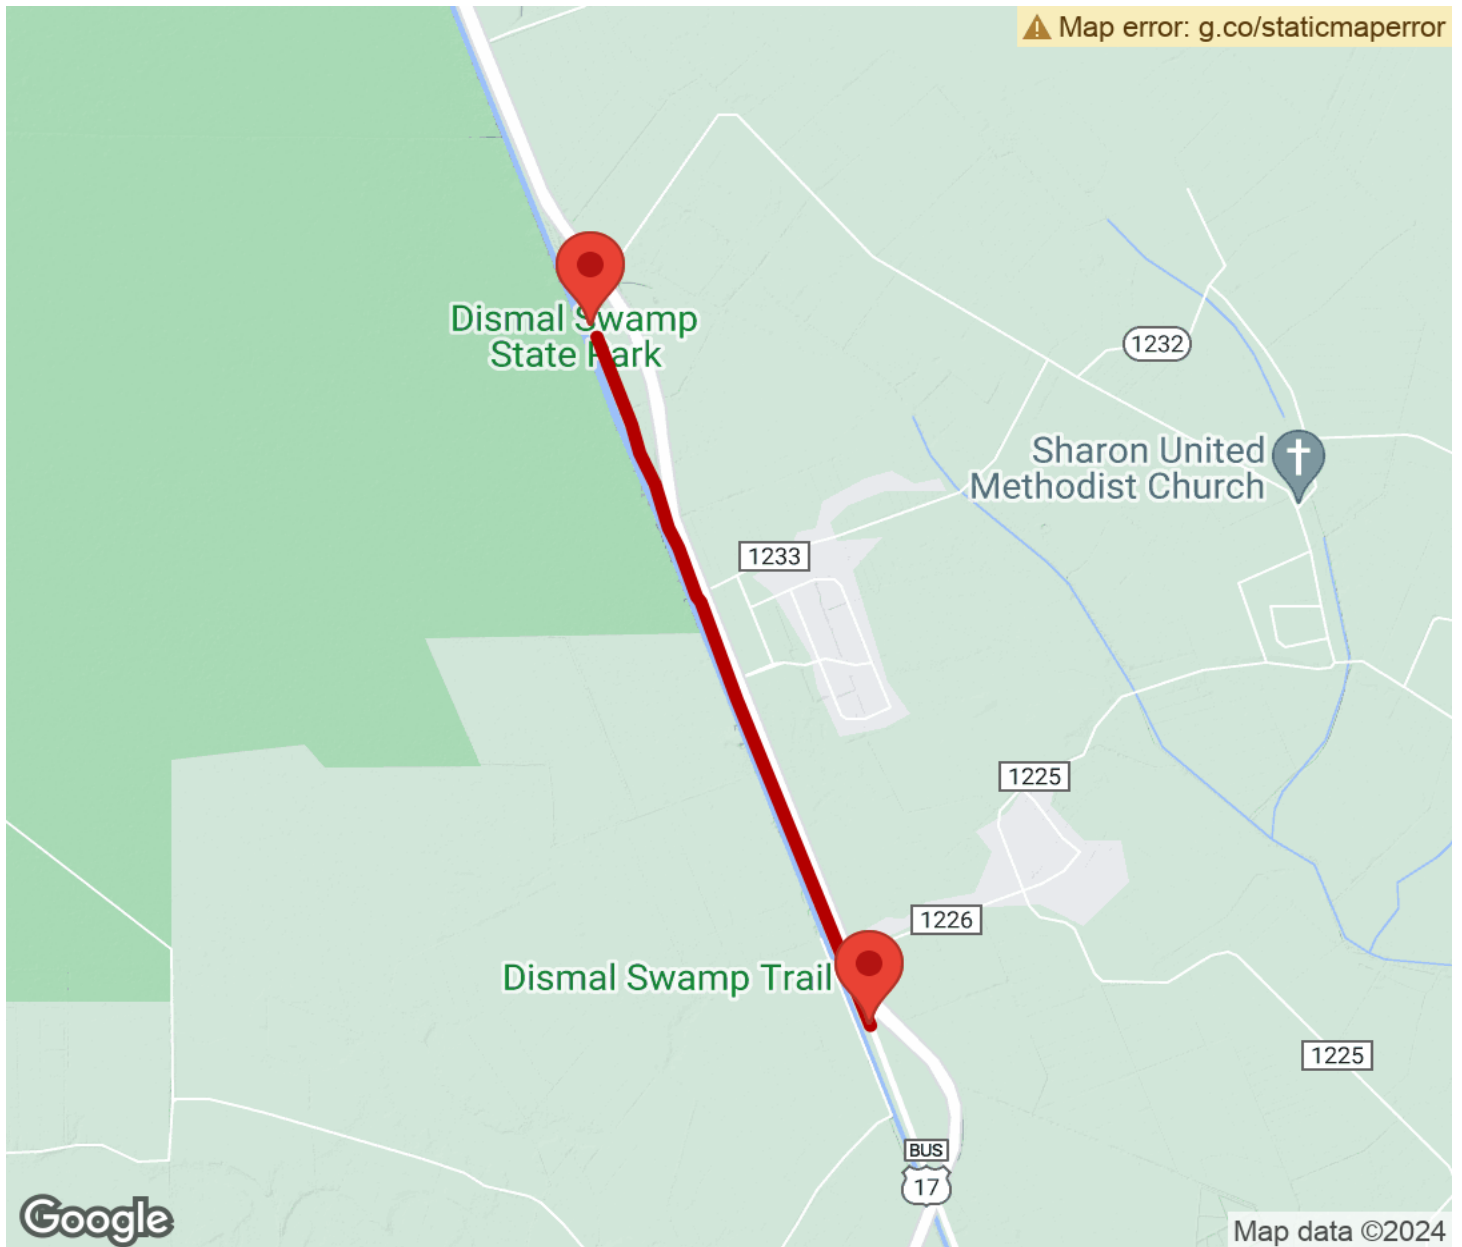 Map error: g.co/staticmaperror
Dismal Swamp
State Park
1232
Sharon United
Methodist Church
1233
1225
1226
Dismal Swamp Trail
1225
BUS
17
Google
Map data ©2024